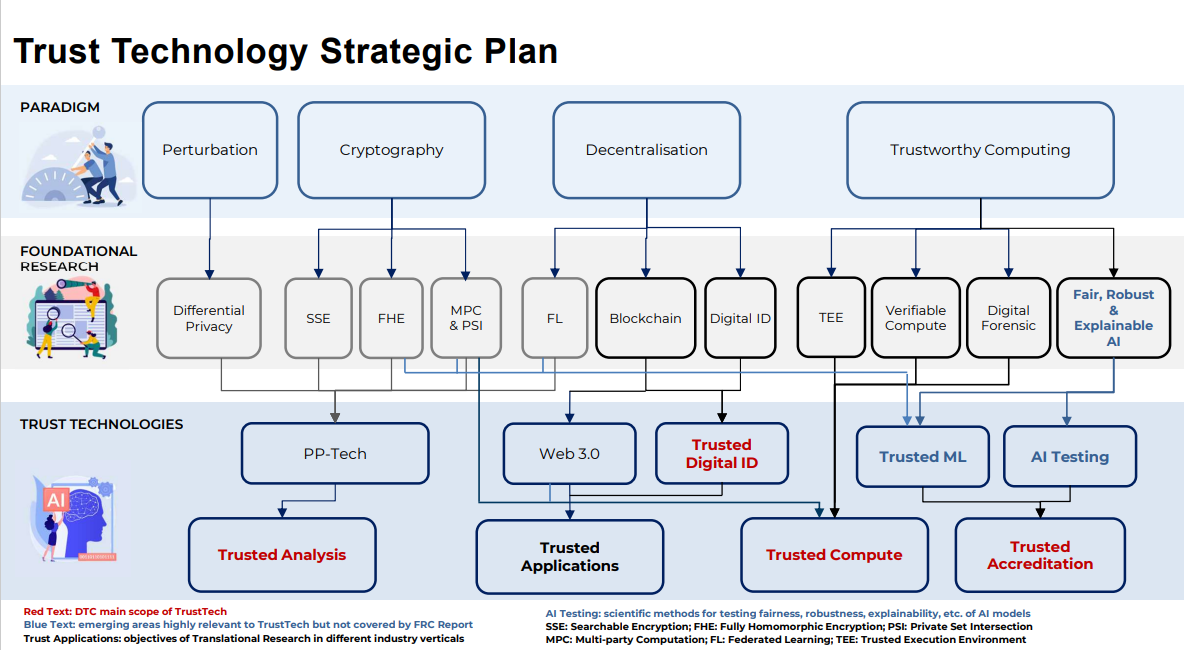 Trust Technology Strategic Plan
PARADIGM
Perturbation
Cryptography
Decentralisation
Trustworthy Computing
FOUNDATIONAL
RESEARCH
Differential
Privacy
SSE
FHE
MPC
& PSI
FL
Blockchain
Digital ID
TEE
Verifiable
Compute
Digital
Forensic
Fair, Robust
&
Explainable
AI
TRUST TECHNOLOGIES
PP-Tech
Web 3.0
Trusted
Digital ID
Trusted ML
AI Testing
AI
Trusted Analysis
Trusted
Applications
Trusted Compute
Trusted
Accreditation
Red Text: DTC main scope of TrustTech
Blue Text: emerging areas highly relevant to TrustTech but not covered by FRC Report
Trust Applications: objectives of Translational Research in different industry verticals
AI Testing: scientific methods for testing fairness, robustness, explainability, etc. of AI models
SSE: Searchable Encryption; FHE: Fully Homomorphic Encryption; PSI: Private Set Intersection
MPC: Multi-party Computation; FL: Federated Learning; TEE: Trusted Execution Environment